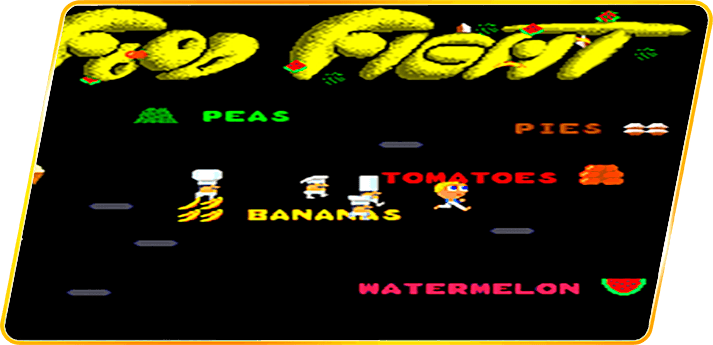 FOOD FIGHT
PEAS
PIES
TOMATOES
BANANAS
WATERMELON